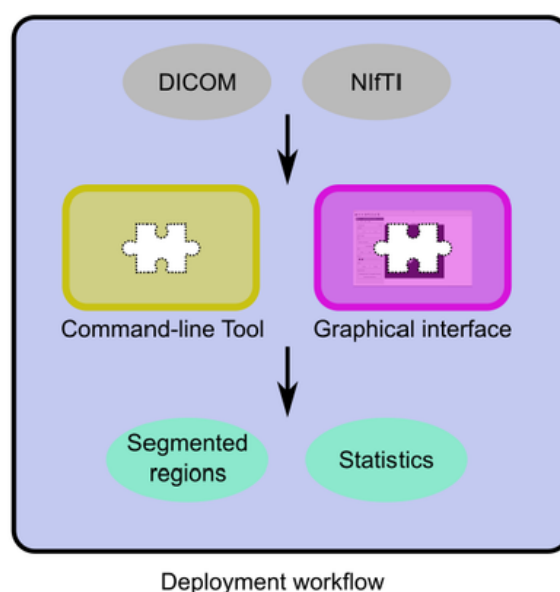 DICOM
NIfTI
Command-line Tool
Graphical interface
Segmented
regions
Statistics
Deployment workflow